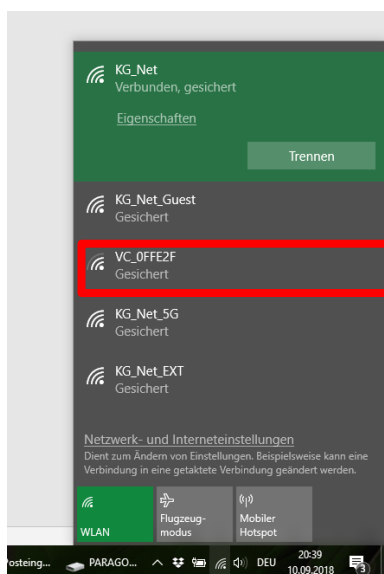 KG_Net
Verbunden, gesichert
Eigenschaften
Trennen
KG_Net_Guest
Gesichert
VC_0FFE2F
Gesichert
KG_Net_5G
Gesichert
KG_Net_EXT
Gesichert
Netzwerk- und Interneteinstellungen
Dient zum Ändern von Einstellungen. Beispielsweise kann eine
Verbindung in eine getaktete Verbindung geändert werden.
WLAN
Flugzeug-
modus
Mobiler
Hotspot
osteing... PARAGO... DEU 20:39
10.09.2018 3